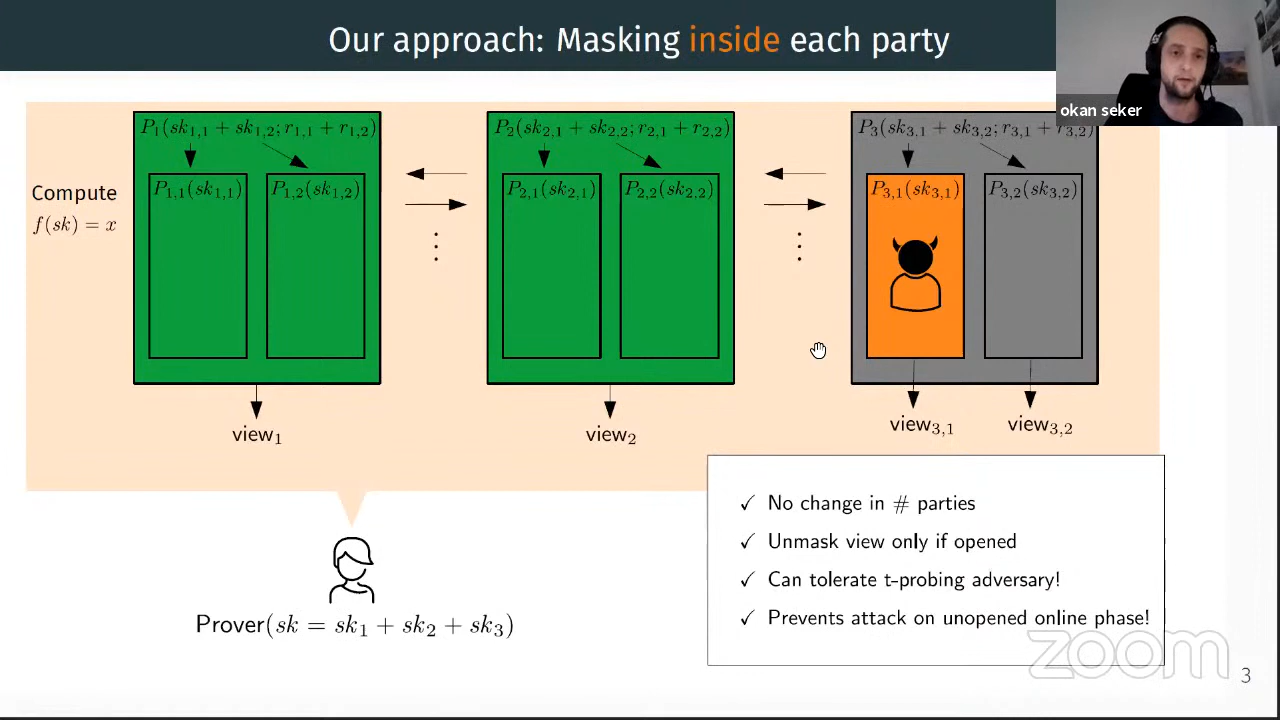 Our approach: Masking inside each party
okan seker
P₁(sk₁,₁ + sk₁,₂; r₁,₁ + r₁,₂)
P₂(sk₂,₁ + sk₂,₂; r₂,₁ + r₂,₂)
P₃(sk₃,₁ + sk₃,₂; r₃,₁ + r₃,₂)
Compute
f(sk) = x
P₁,₁(sk₁,₁)
P₁,₂(sk₁,₂)
P₂,₁(sk₂,₁)
P₂,₂(sk₂,₂)
P₃,₁(sk₃,₁)
P₃,₂(sk₃,₂)
view₁
view₂
view₃,₁
view₃,₂
✓ No change in # parties
✓ Unmask view only if opened
✓ Can tolerate t-probing adversary!
✓ Prevents attack on unopened online phase!
Prover(sk = sk₁ + sk₂ + sk₃)
zoom
3